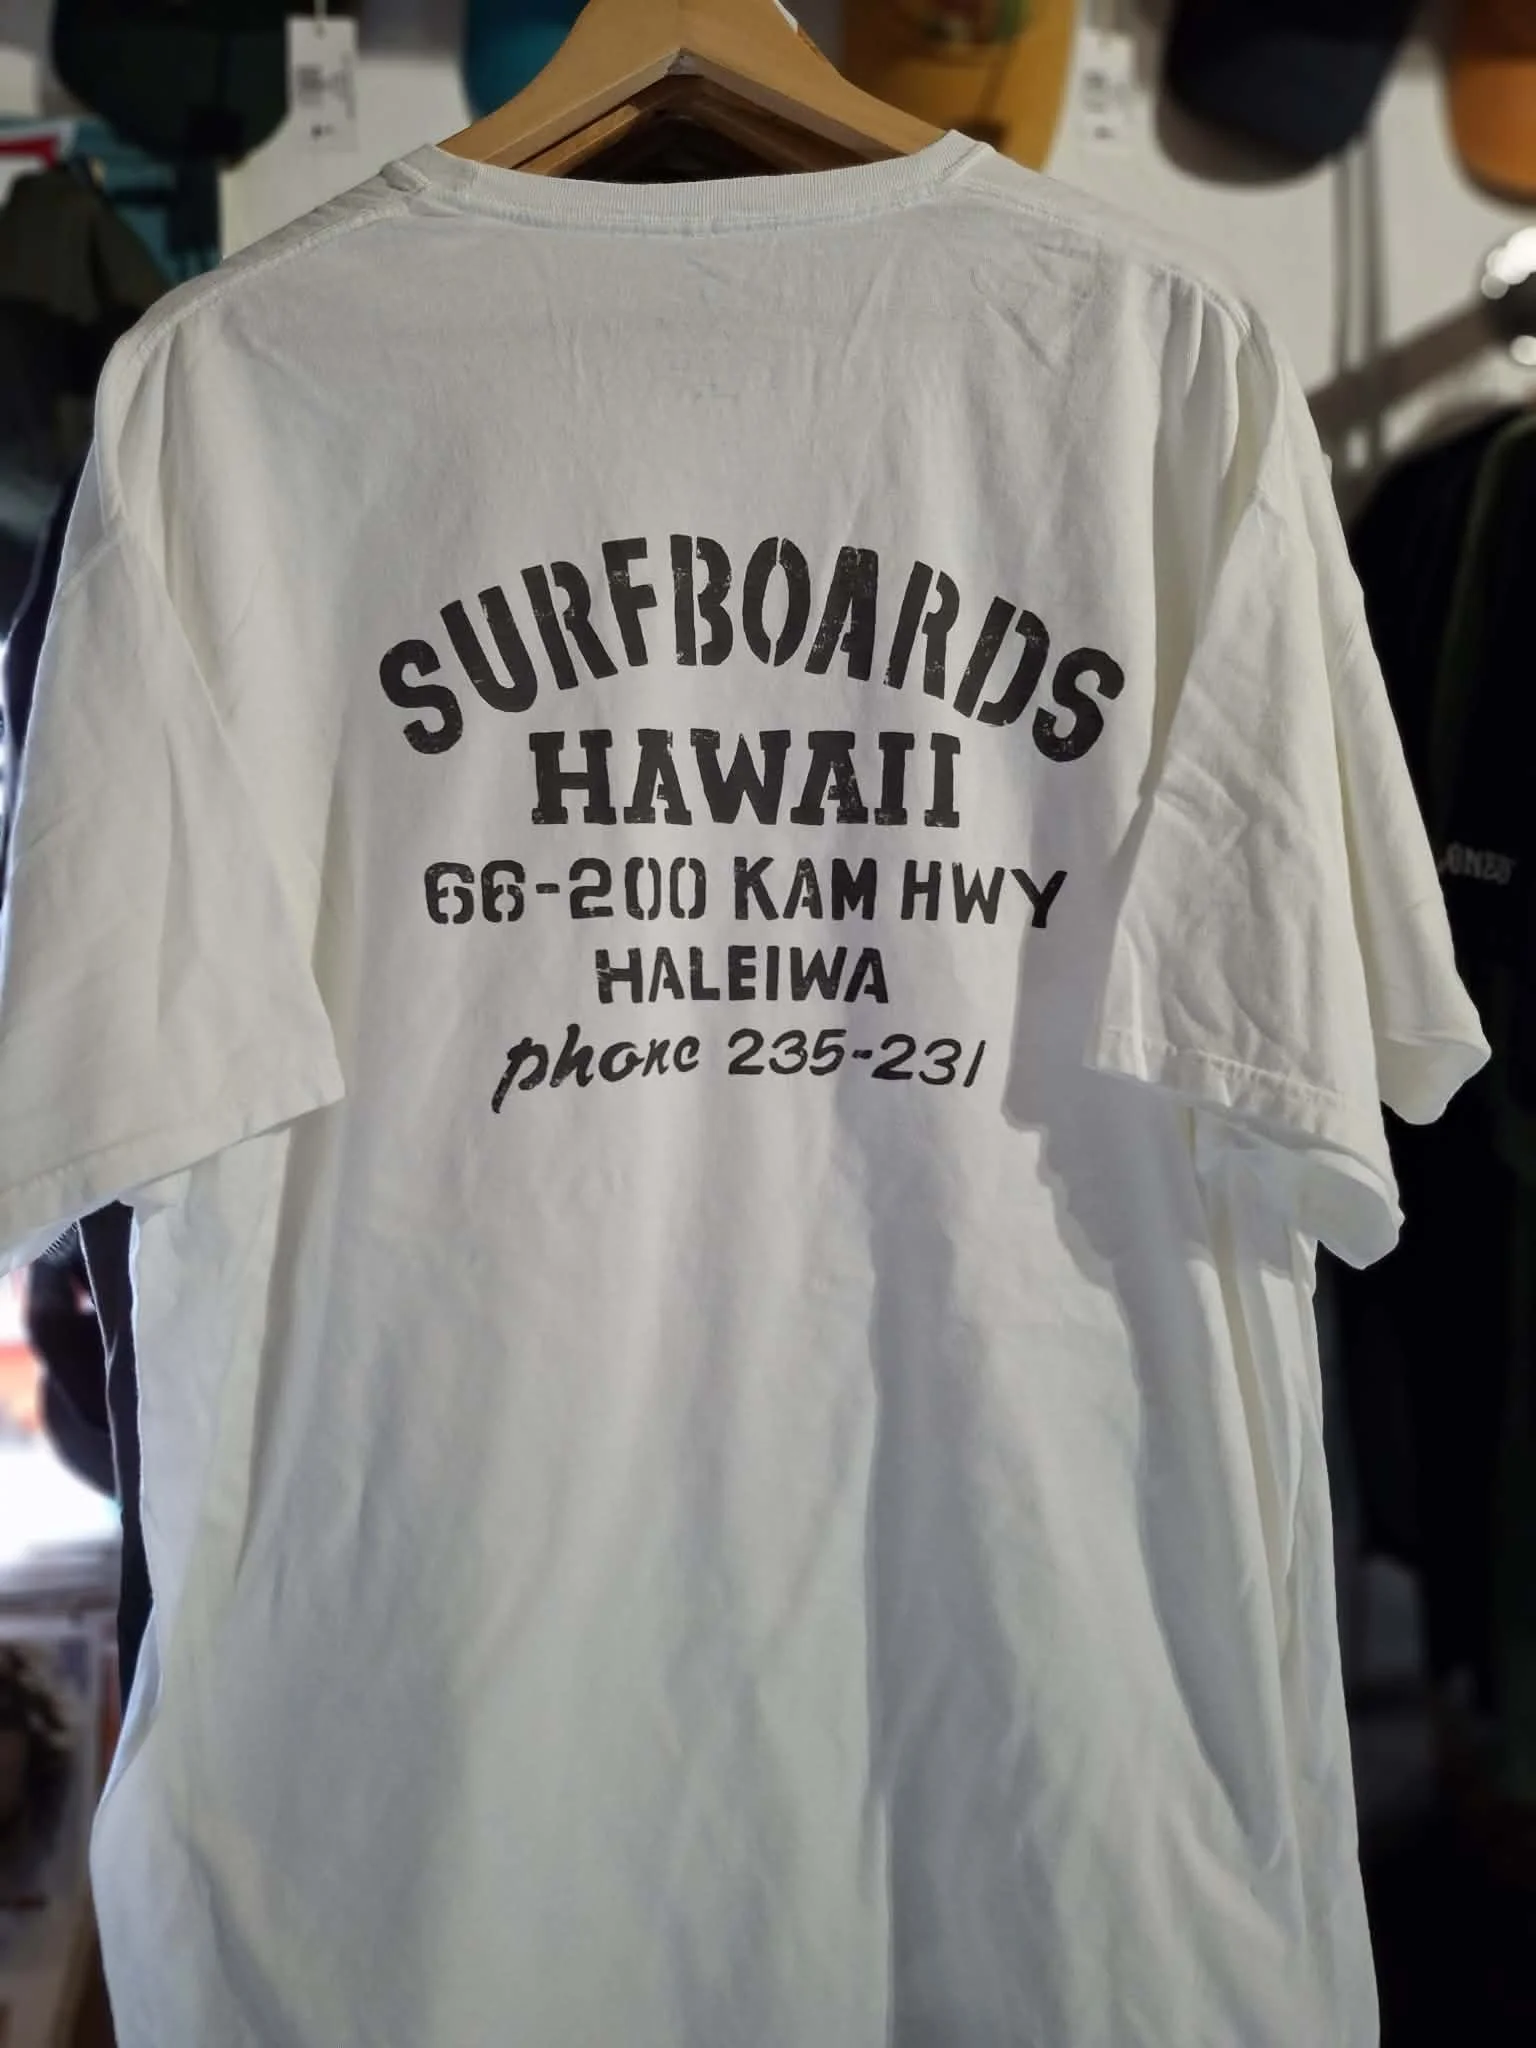 SURFBOARDS
HAWAII
66-200 KAM HWY
HALEIWA
phone 235-231